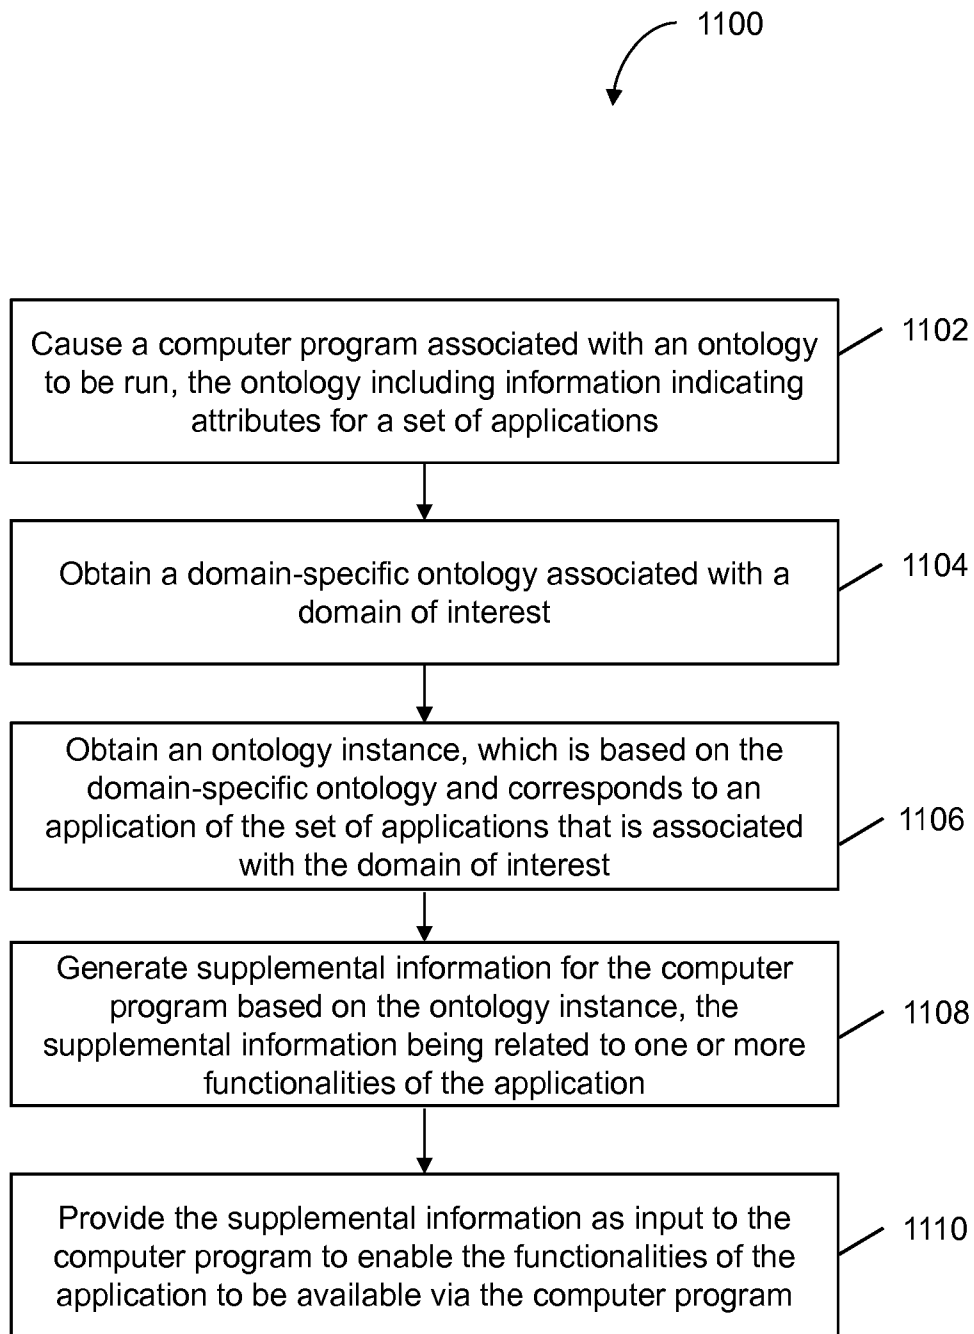 1100
Cause a computer program associated with an ontology
to be run, the ontology including information indicating
attributes for a set of applications
1102
Obtain a domain-specific ontology associated with a
domain of interest
1104
Obtain an ontology instance, which is based on the
domain-specific ontology and corresponds to an
application of the set of applications that is associated
with the domain of interest
1106
Generate supplemental information for the computer
program based on the ontology instance, the
supplemental information being related to one or more
functionalities of the application
1108
Provide the supplemental information as input to the
computer program to enable the functionalities of the
application to be available via the computer program
1110